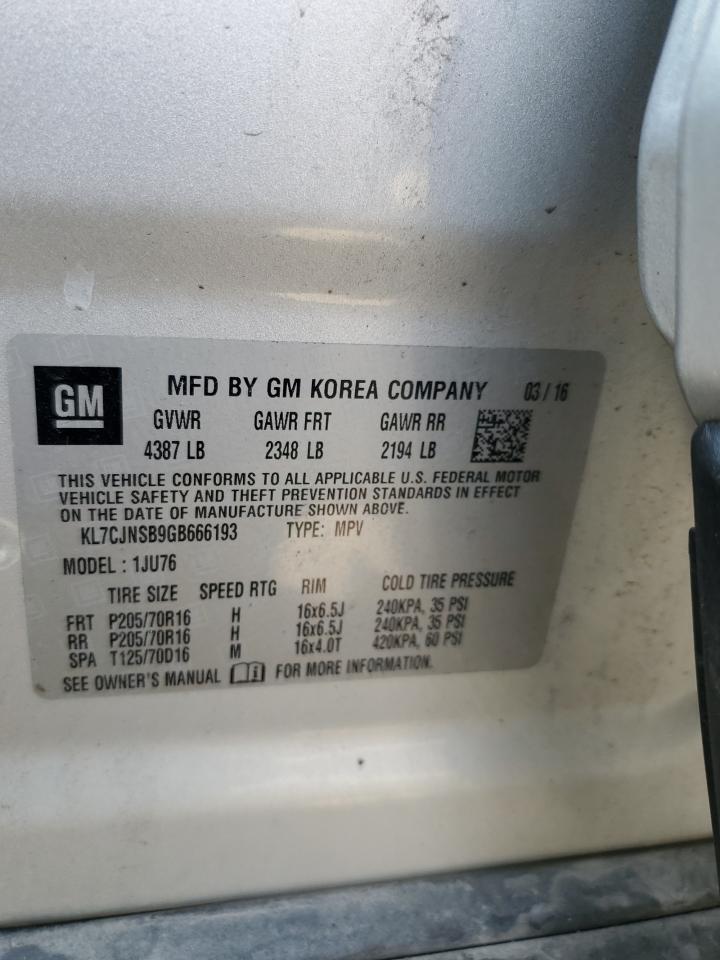 GM MFD BY GM KOREA COMPANY 03/16
GVWR GAWR FRT GAWR RR
4387 LB 2348 LB 2194 LB
THIS VEHICLE CONFORMS TO ALL APPLICABLE U.S. FEDERAL MOTOR
VEHICLE SAFETY AND THEFT PREVENTION STANDARDS IN EFFECT
ON THE DATE OF MANUFACTURE SHOWN ABOVE.
KL7CJNSB9GB666193 TYPE: MPV
MODEL : 1JU76
TIRE SIZE SPEED RTG RIM COLD TIRE PRESSURE
FRT P205/70R16 H 16x6.5J 240KPA, 35 PSI
RR P205/70R16 H 16x6.5J 240KPA, 35 PSI
SPA T125/70D16 M 16x4.0T 420KPA, 60 PSI
SEE OWNER'S MANUAL FOR MORE INFORMATION.